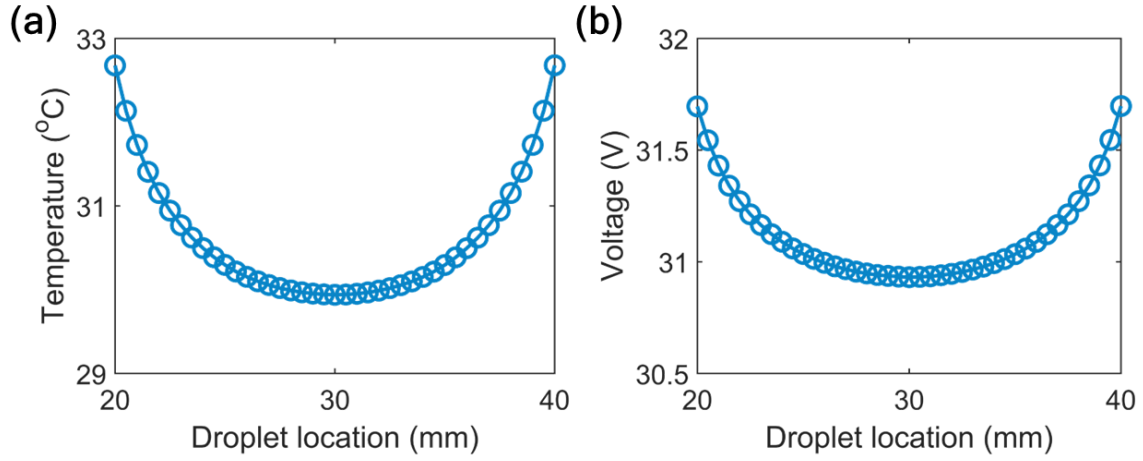 (a)
33
31
29
Temperature (°C)
20
30
40
Droplet location (mm)
(b)
32
31.5
31
30.5
Voltage (V)
20
30
40
Droplet location (mm)